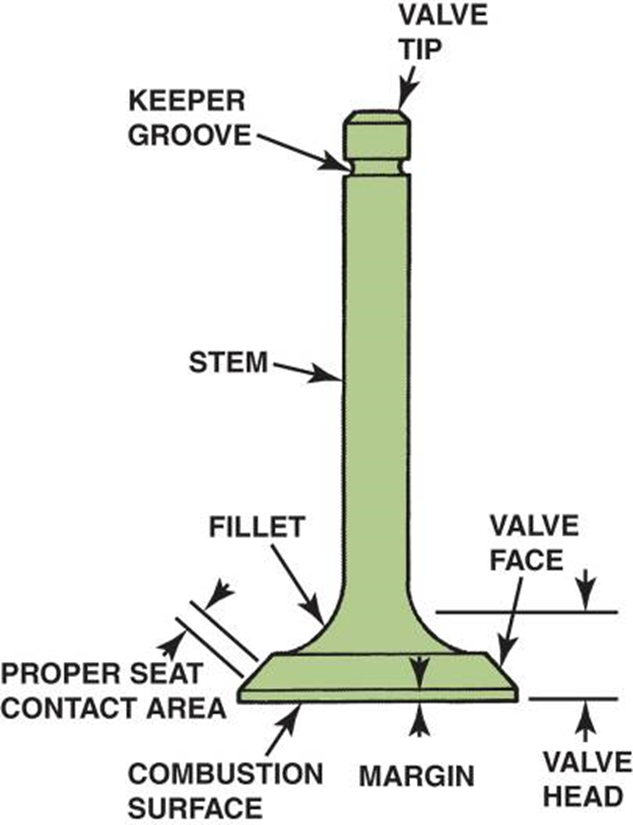 VALVE
TIP
KEEPER
GROOVE
STEM
FILLET
VALVE
FACE
PROPER SEAT
CONTACT AREA
COMBUSTION
SURFACE
MARGIN
VALVE
HEAD